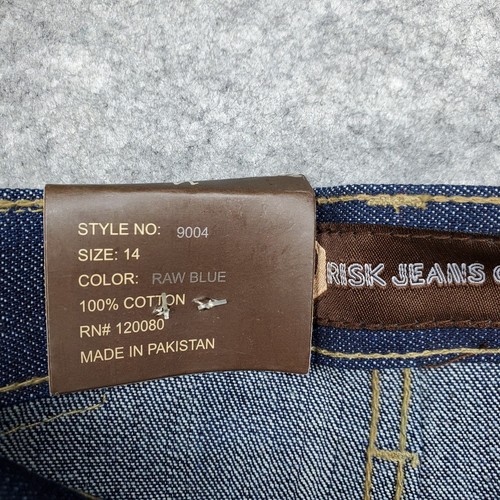 STYLE NO: 9004
SIZE: 14
COLOR: RAW BLUE
100% COTTON
RN# 120080
MADE IN PAKISTAN
RISK JEANS